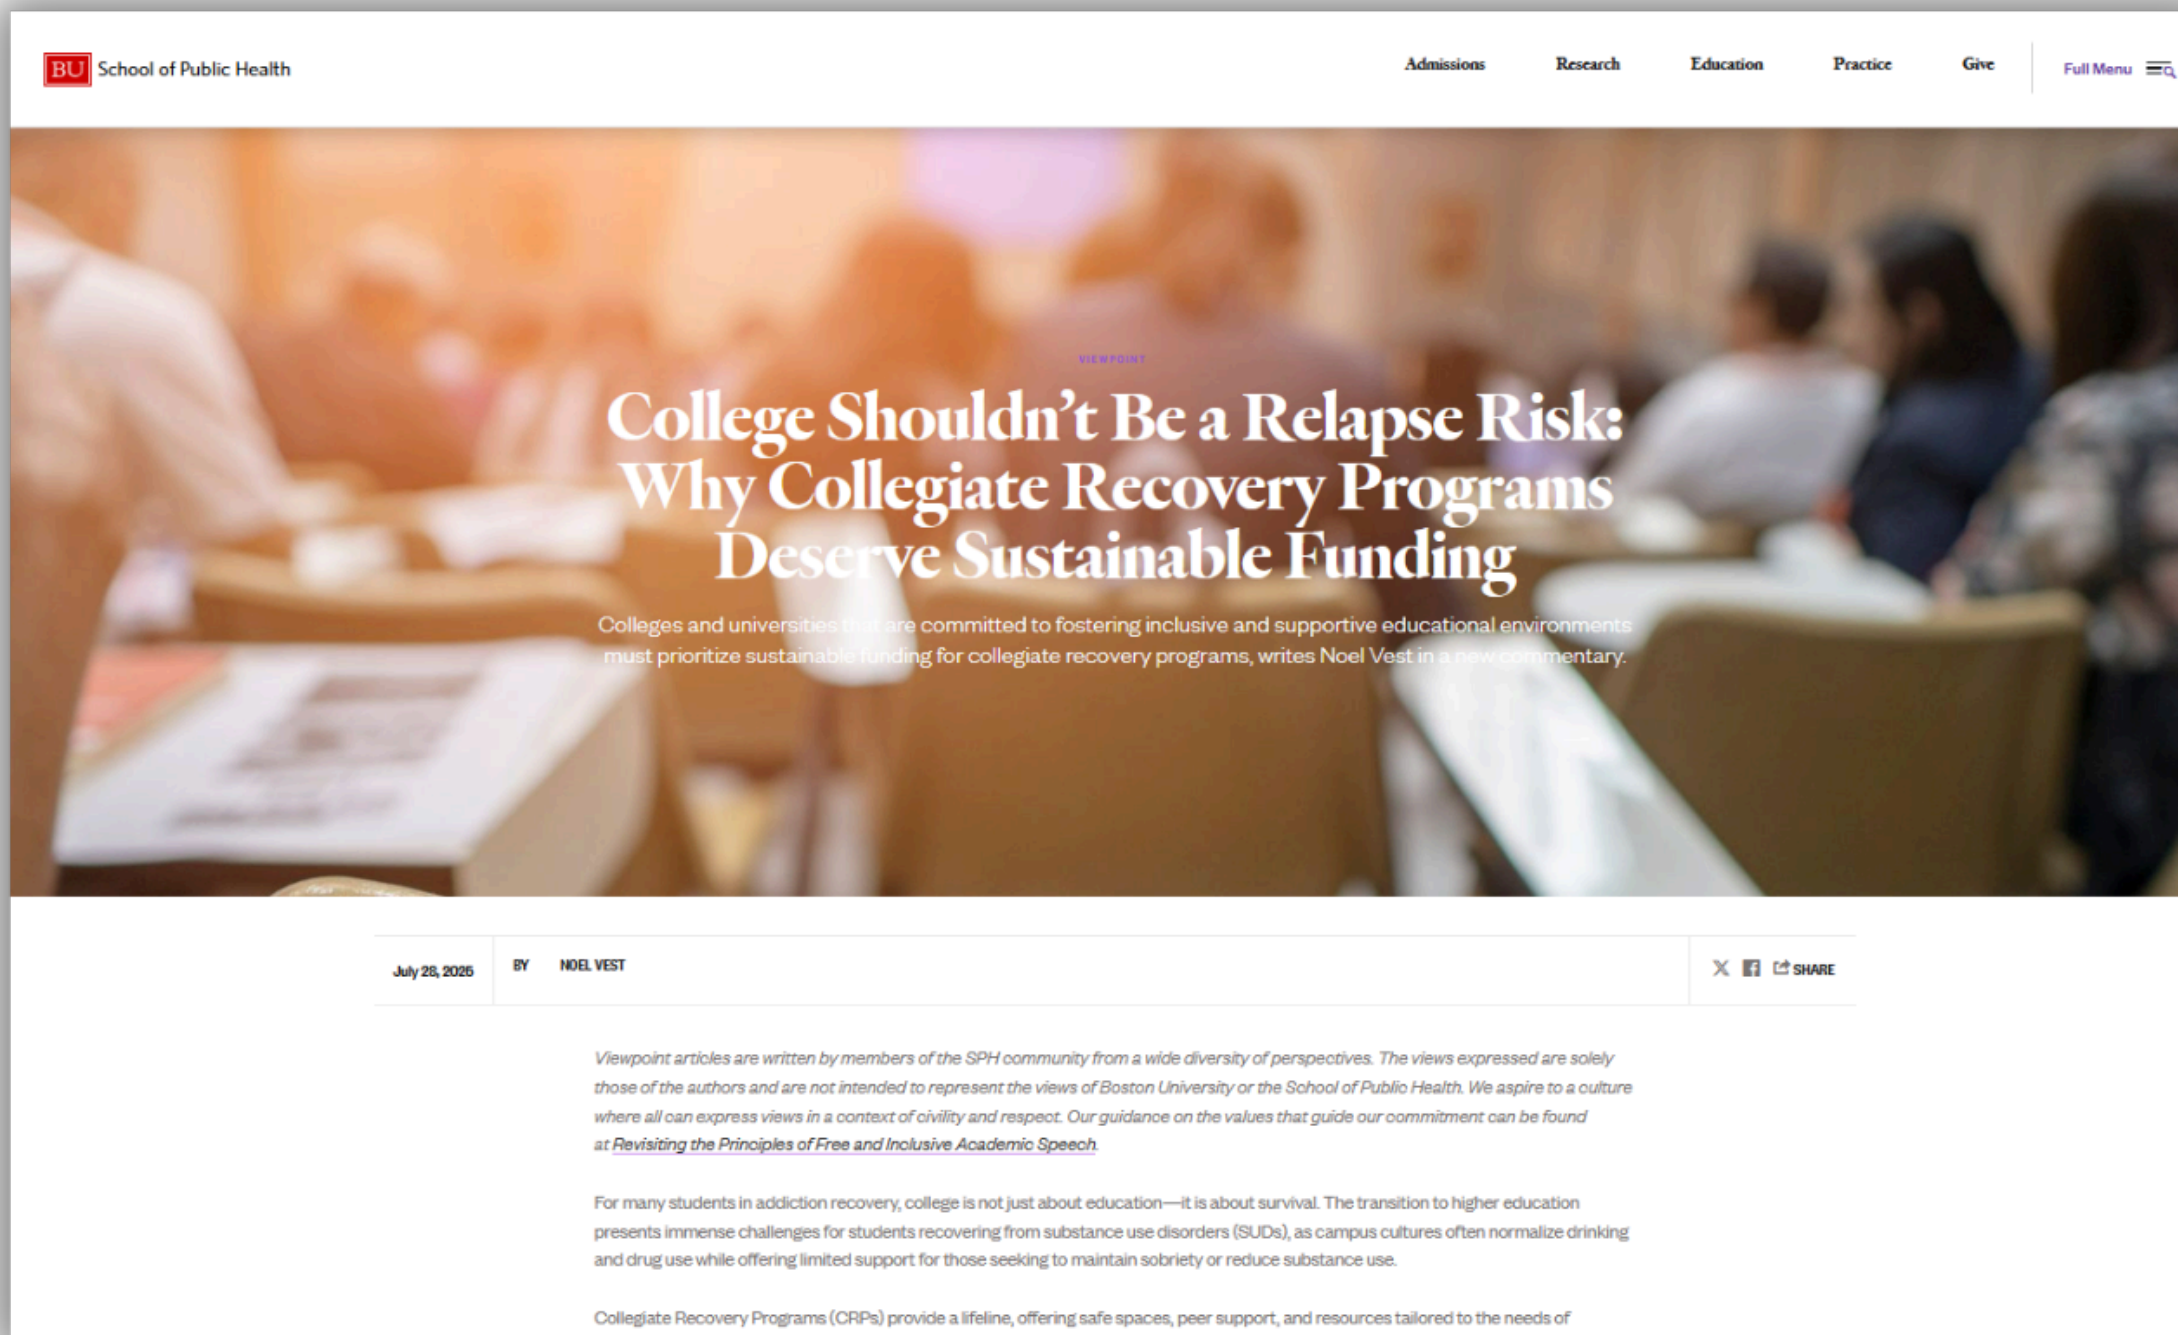 BU School of Public Health
Admissions Research Education Practice Give Full Menu
VIEWPOINT
College Shouldn’t Be a Relapse Risk:
Why Collegiate Recovery Programs
Deserve Sustainable Funding
Colleges and universities that are committed to fostering inclusive and supportive educational environments
must prioritize sustainable funding for collegiate recovery programs, writes Noel Vest in a new commentary.
July 28, 2025 BY NOEL VEST SHARE
Viewpoint articles are written by members of the SPH community from a wide diversity of perspectives. The views expressed are solely
those of the authors and are not intended to represent the views of Boston University or the School of Public Health. We aspire to a culture
where all can express views in a context of civility and respect. Our guidance on the values that guide our commitment can be found
at Revisiting the Principles of Free and Inclusive Academic Speech.
For many students in addiction recovery, college is not just about education—it is about survival. The transition to higher education
presents immense challenges for students recovering from substance use disorders (SUDs), as campus cultures often normalize drinking
and drug use while offering limited support for those seeking to maintain sobriety or reduce substance use.
Collegiate Recovery Programs (CRPs) provide a lifeline, offering safe spaces, peer support, and resources tailored to the needs of